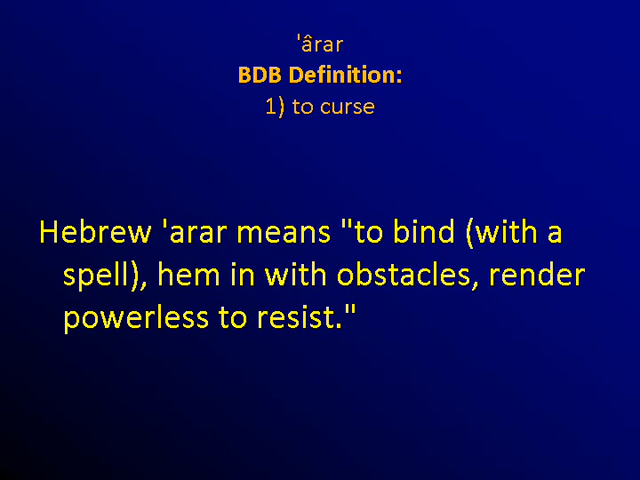 'ârar
BDB Definition:
1) to curse
Hebrew 'arar means "to bind (with a
spell), hem in with obstacles, render
powerless to resist."